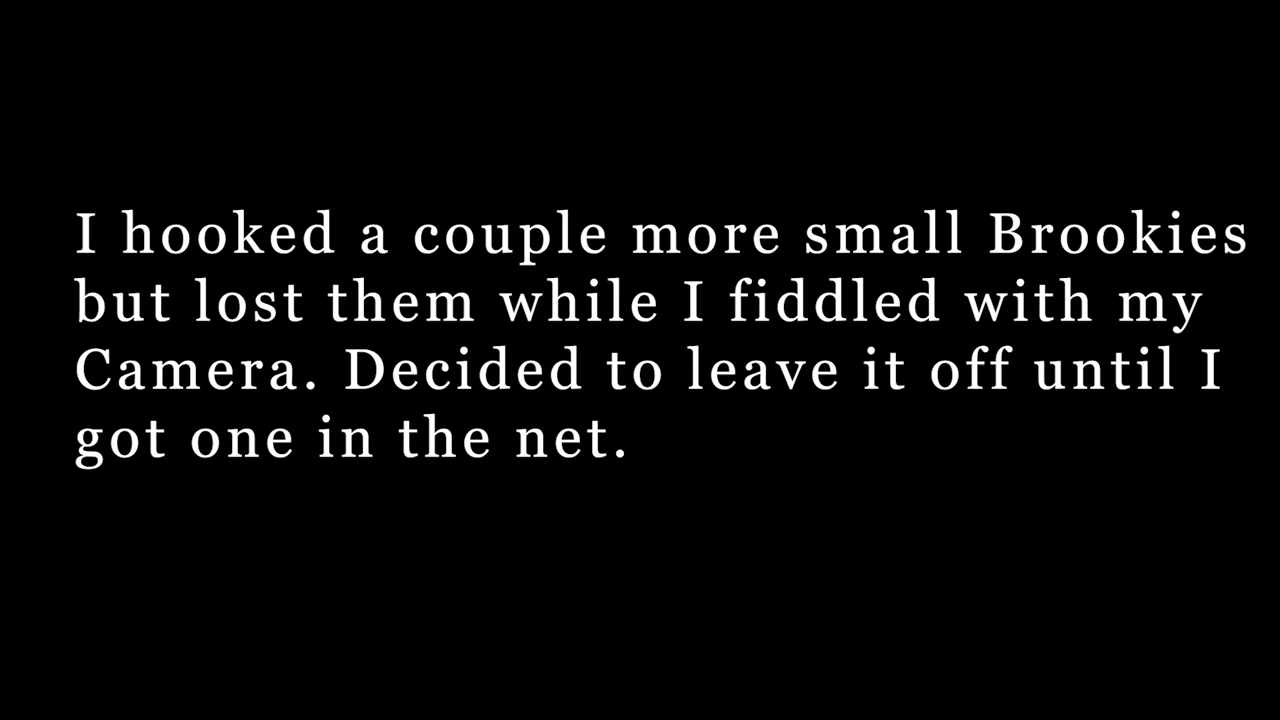 I hooked a couple more small Brookies
but lost them while I fiddled with my
Camera. Decided to leave it off until I
got one in the net.